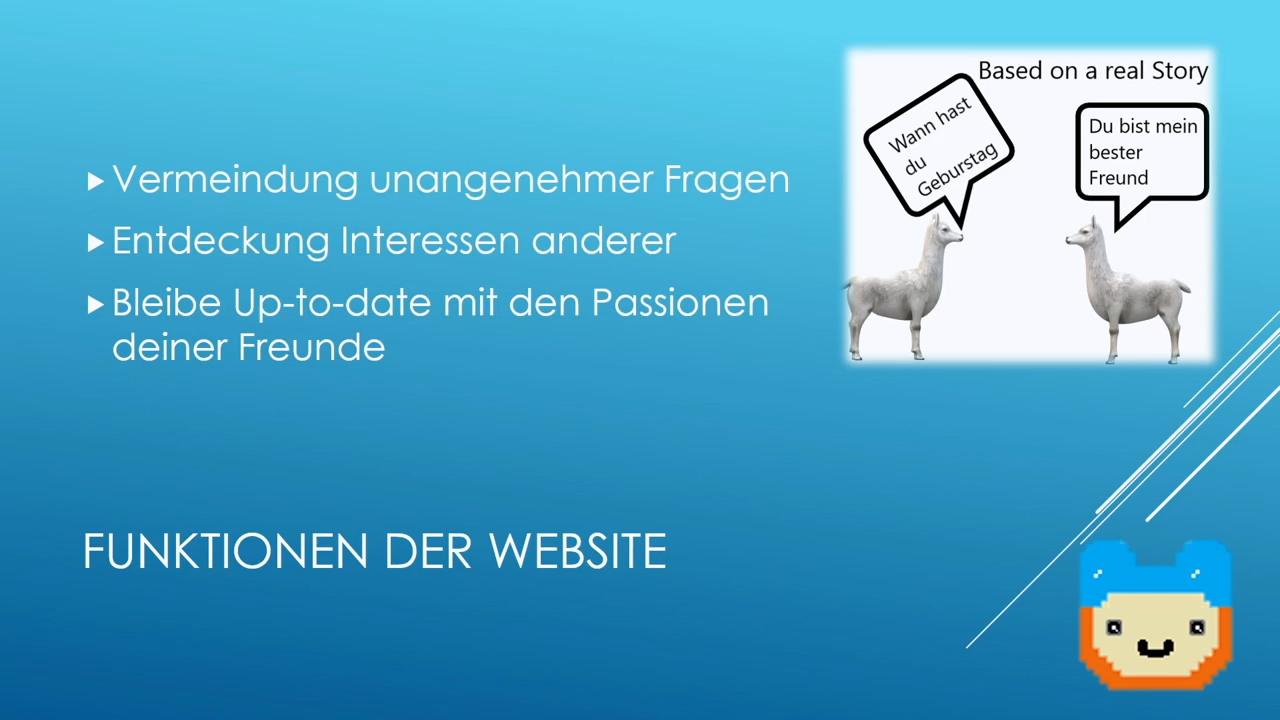 Vermeindung unangenehmer Fragen
Entdeckung Interessen anderer
Bleibe Up-to-date mit den Passionen
deiner Freunde
Based on a real Story
Wann hast
du
Geburstag
Du bist mein
bester
Freund
FUNKTIONEN DER WEBSITE